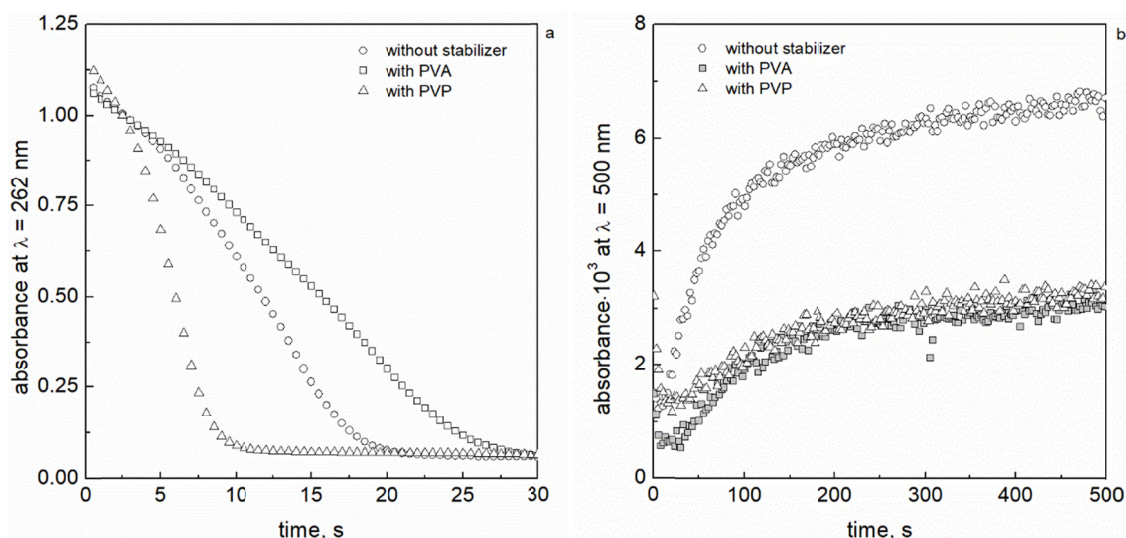 a
without stabilizer
with PVA
with PVP
absorbance at λ = 262 nm
1.25
1.00
0.75
0.50
0.25
0.00
0 5 10 15 20 25 30
time, s
b
without stabiizer
with PVA
with PVP
absorbance·10³ at λ = 500 nm
8
6
4
2
0
0 100 200 300 400 500
time, s